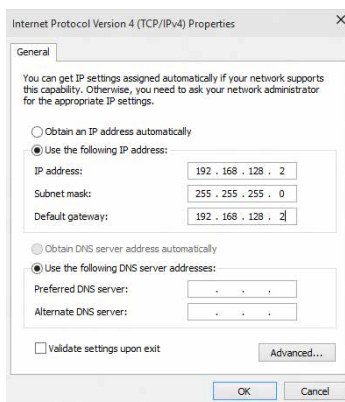 Internet Protocol Version 4 (TCP/IPv4) Properties
General
You can get IP settings assigned automatically if your network supports
this capability. Otherwise, you need to ask your network administrator
for the appropriate IP settings.
Obtain an IP address automatically
Use the following IP address:
IP address: 192 . 168 . 128 . 2
Subnet mask: 255 . 255 . 255 . 0
Default gateway: 192 . 168 . 128 . 2
Obtain DNS server address automatically
Use the following DNS server addresses:
Preferred DNS server: . . .
Alternate DNS server: . . .
Validate settings upon exit
Advanced...
OK Cancel